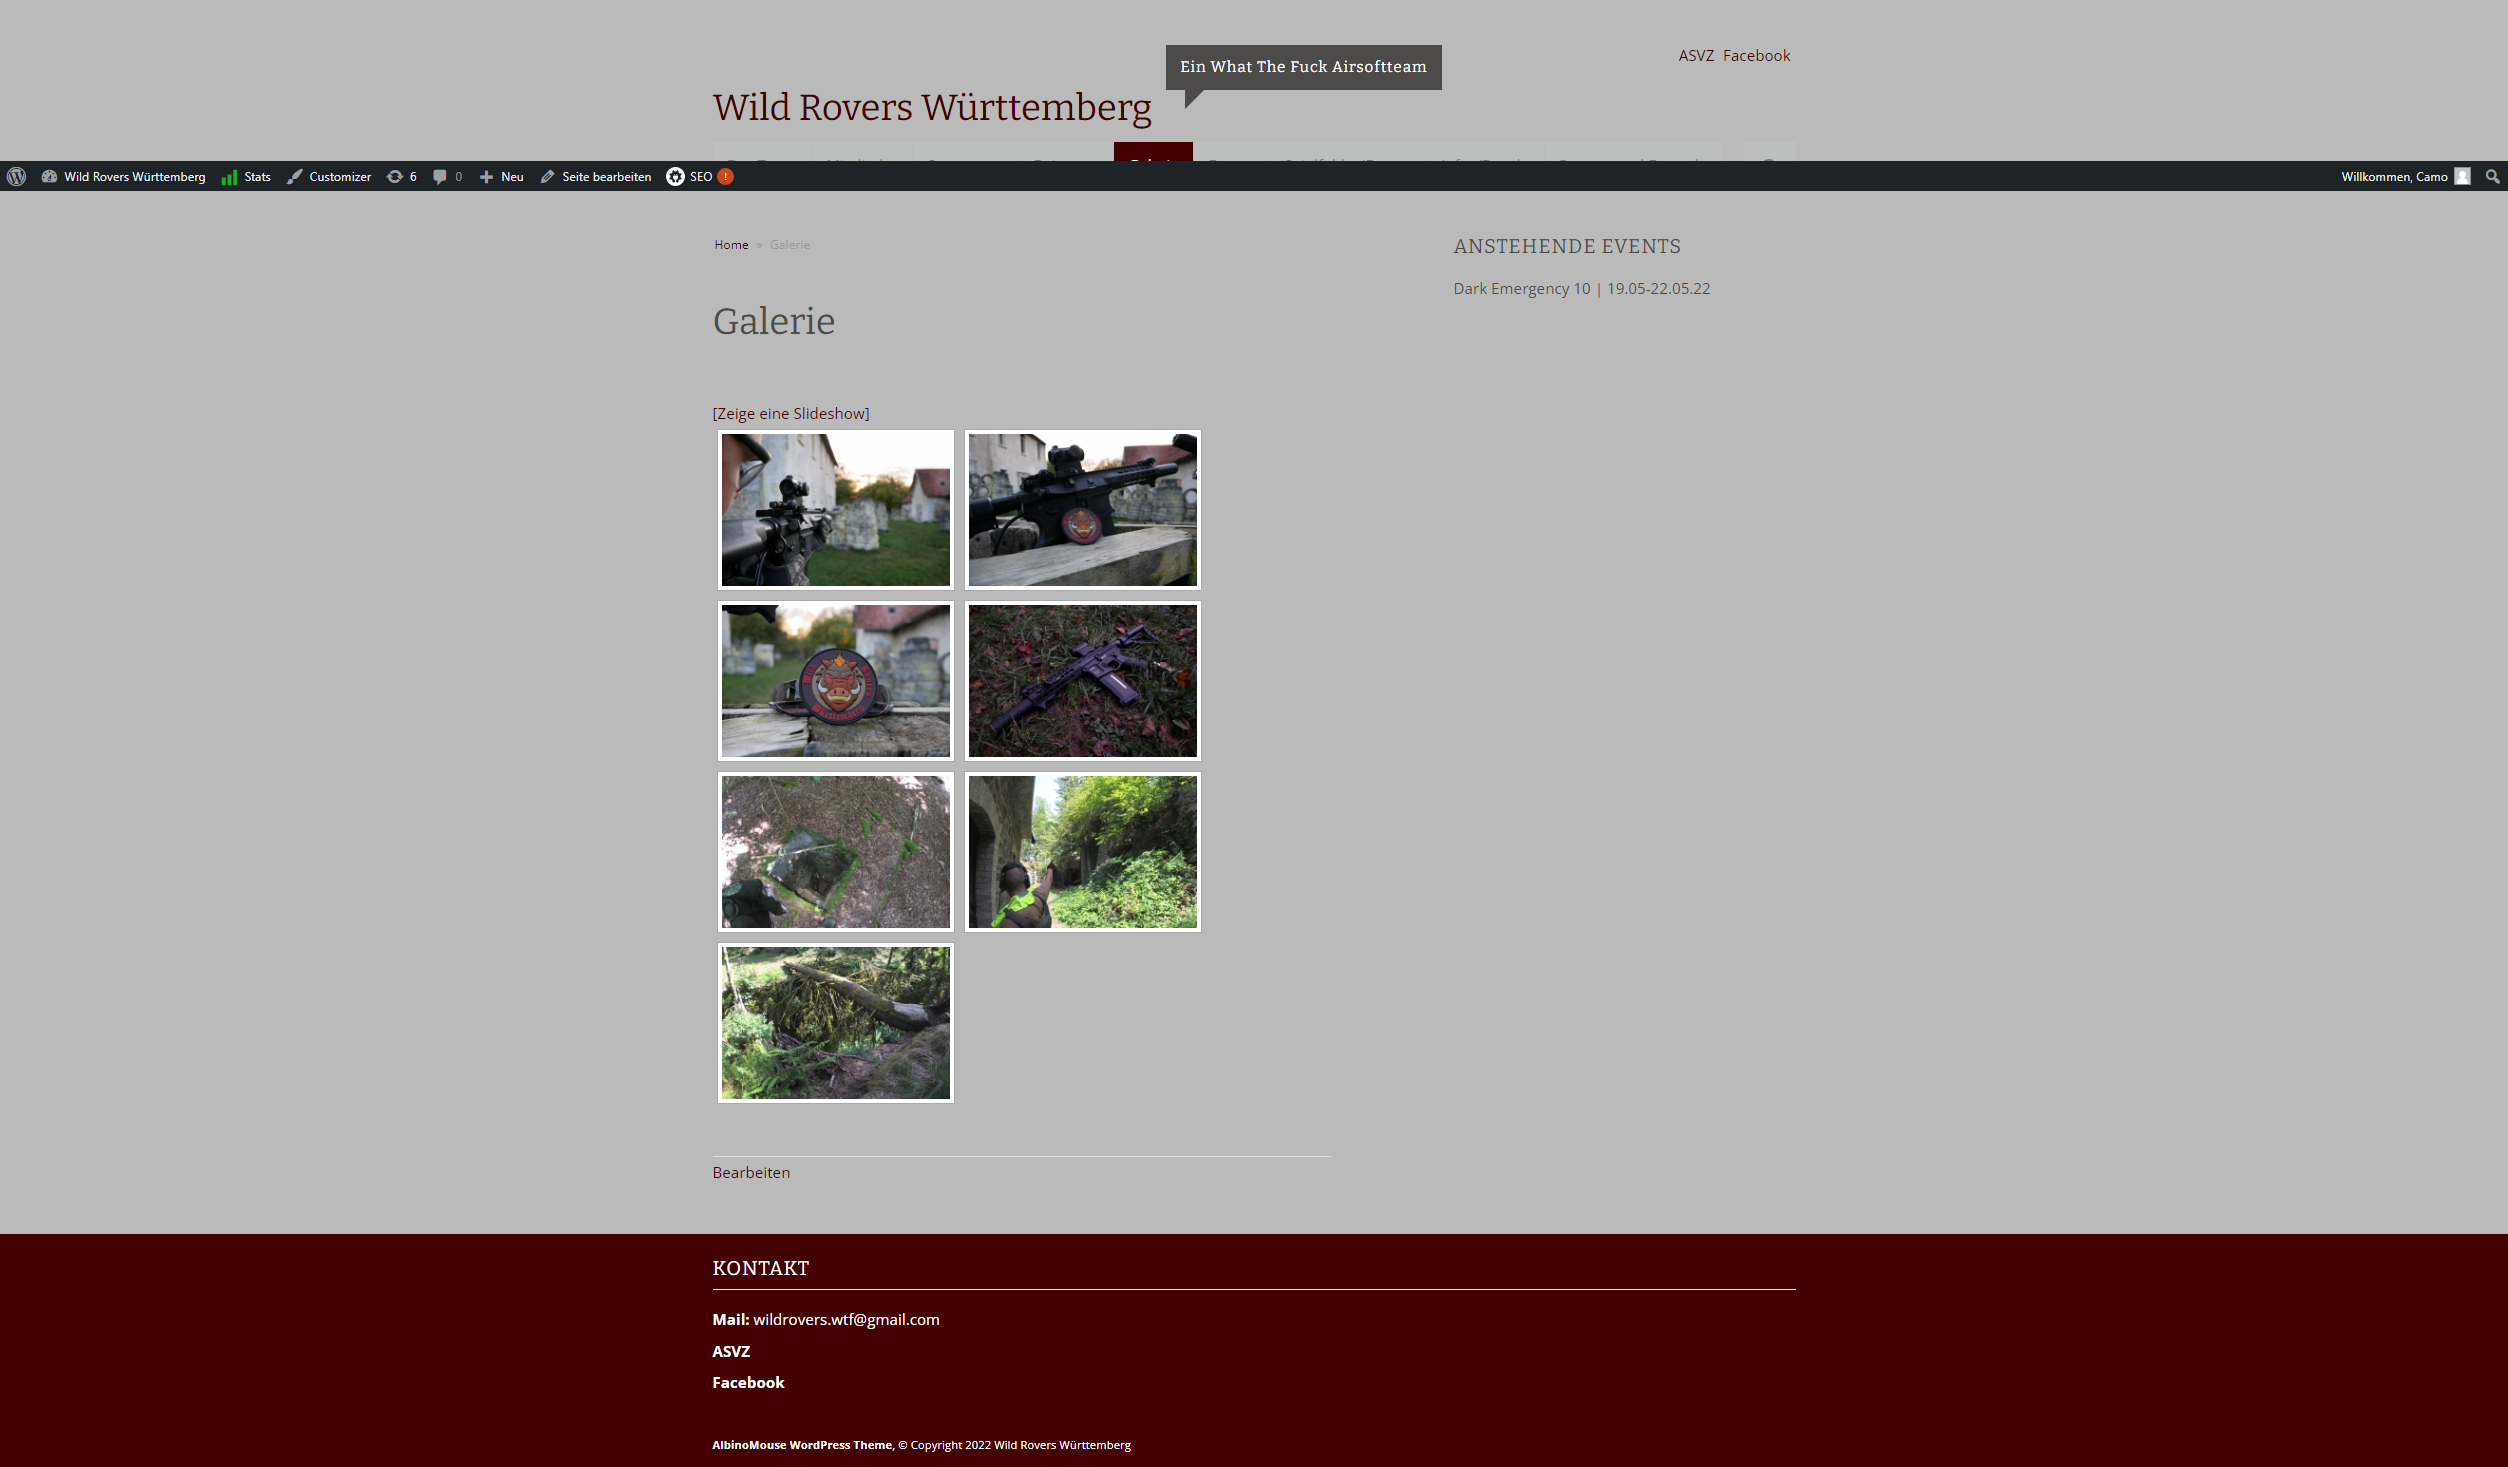 ASVZ Facebook
Ein What The Fuck Airsoftteam
Wild Rovers Württemberg
Wild Rovers Württemberg Stats Customizer 6 0 Neu Seite bearbeiten SEO ! Willkommen, Camo
Home » Galerie
ANSTEHENDE EVENTS
Dark Emergency 10 | 19.05-22.05.22
Galerie
[Zeige eine Slideshow]
Bearbeiten
KONTAKT
Mail: wildrovers.wtf@gmail.com
ASVZ
Facebook
AlbinoMouse WordPress Theme, © Copyright 2022 Wild Rovers Württemberg